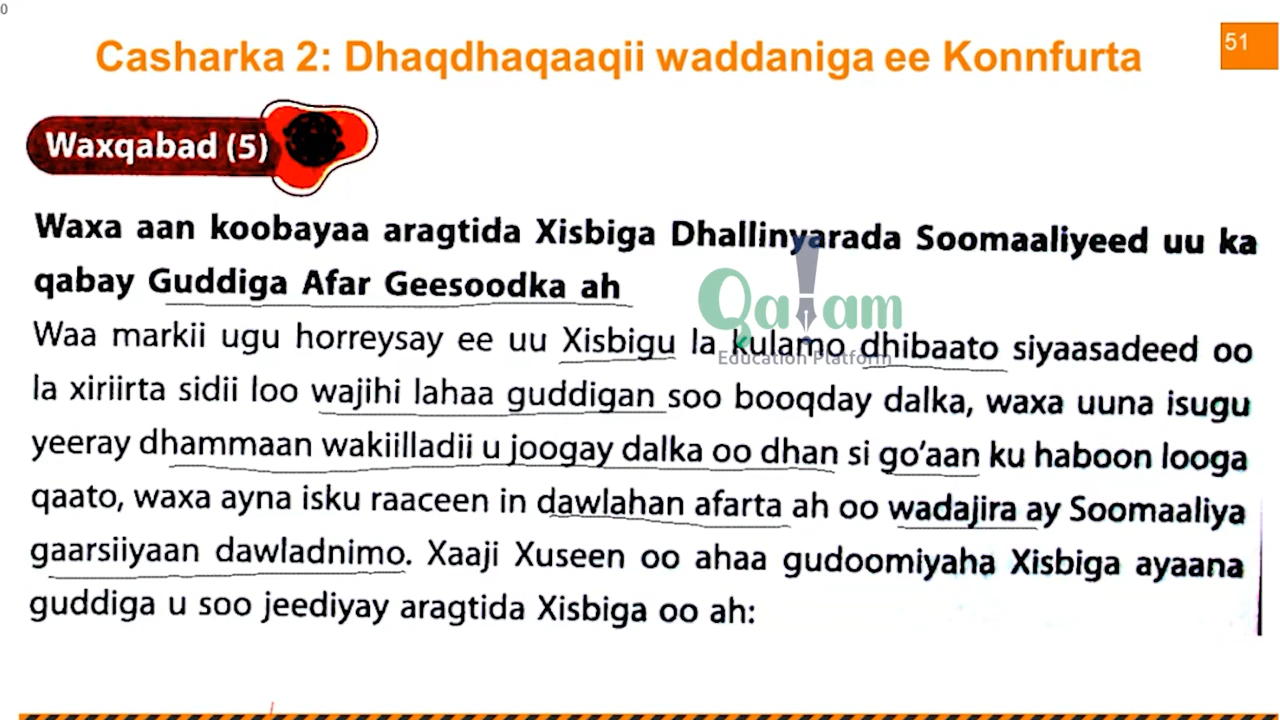 0
51
Casharka 2: Dhaqdhaqaaqii waddaniga ee Konnfurta
Waxqabad (5)
Waxa aan koobayaa aragtida Xisbiga Dhallinyarada Soomaaliyeed uu ka
qabay Guddiga Afar Geesoodka ah
Waa markii ugu horreysay ee uu Xisbigu la kulamo dhibaato siyaasadeed oo
la xiriirta sidii loo wajihi lahaa guddigan soo booqday dalka, waxa uuna isugu
yeeray dhammaan wakiilladii u joogay dalka oo dhan si go'aan ku haboon looga
qaato, waxa ayna isku raaceen in dawlahan afarta ah oo wadajira ay Soomaaliya
gaarsiiyaan dawladnimo. Xaaji Xuseen oo ahaa gudoomiyaha Xisbiga ayaana
guddiga u soo jeediyay aragtida Xisbiga oo ah:
Qalam
Education Platform